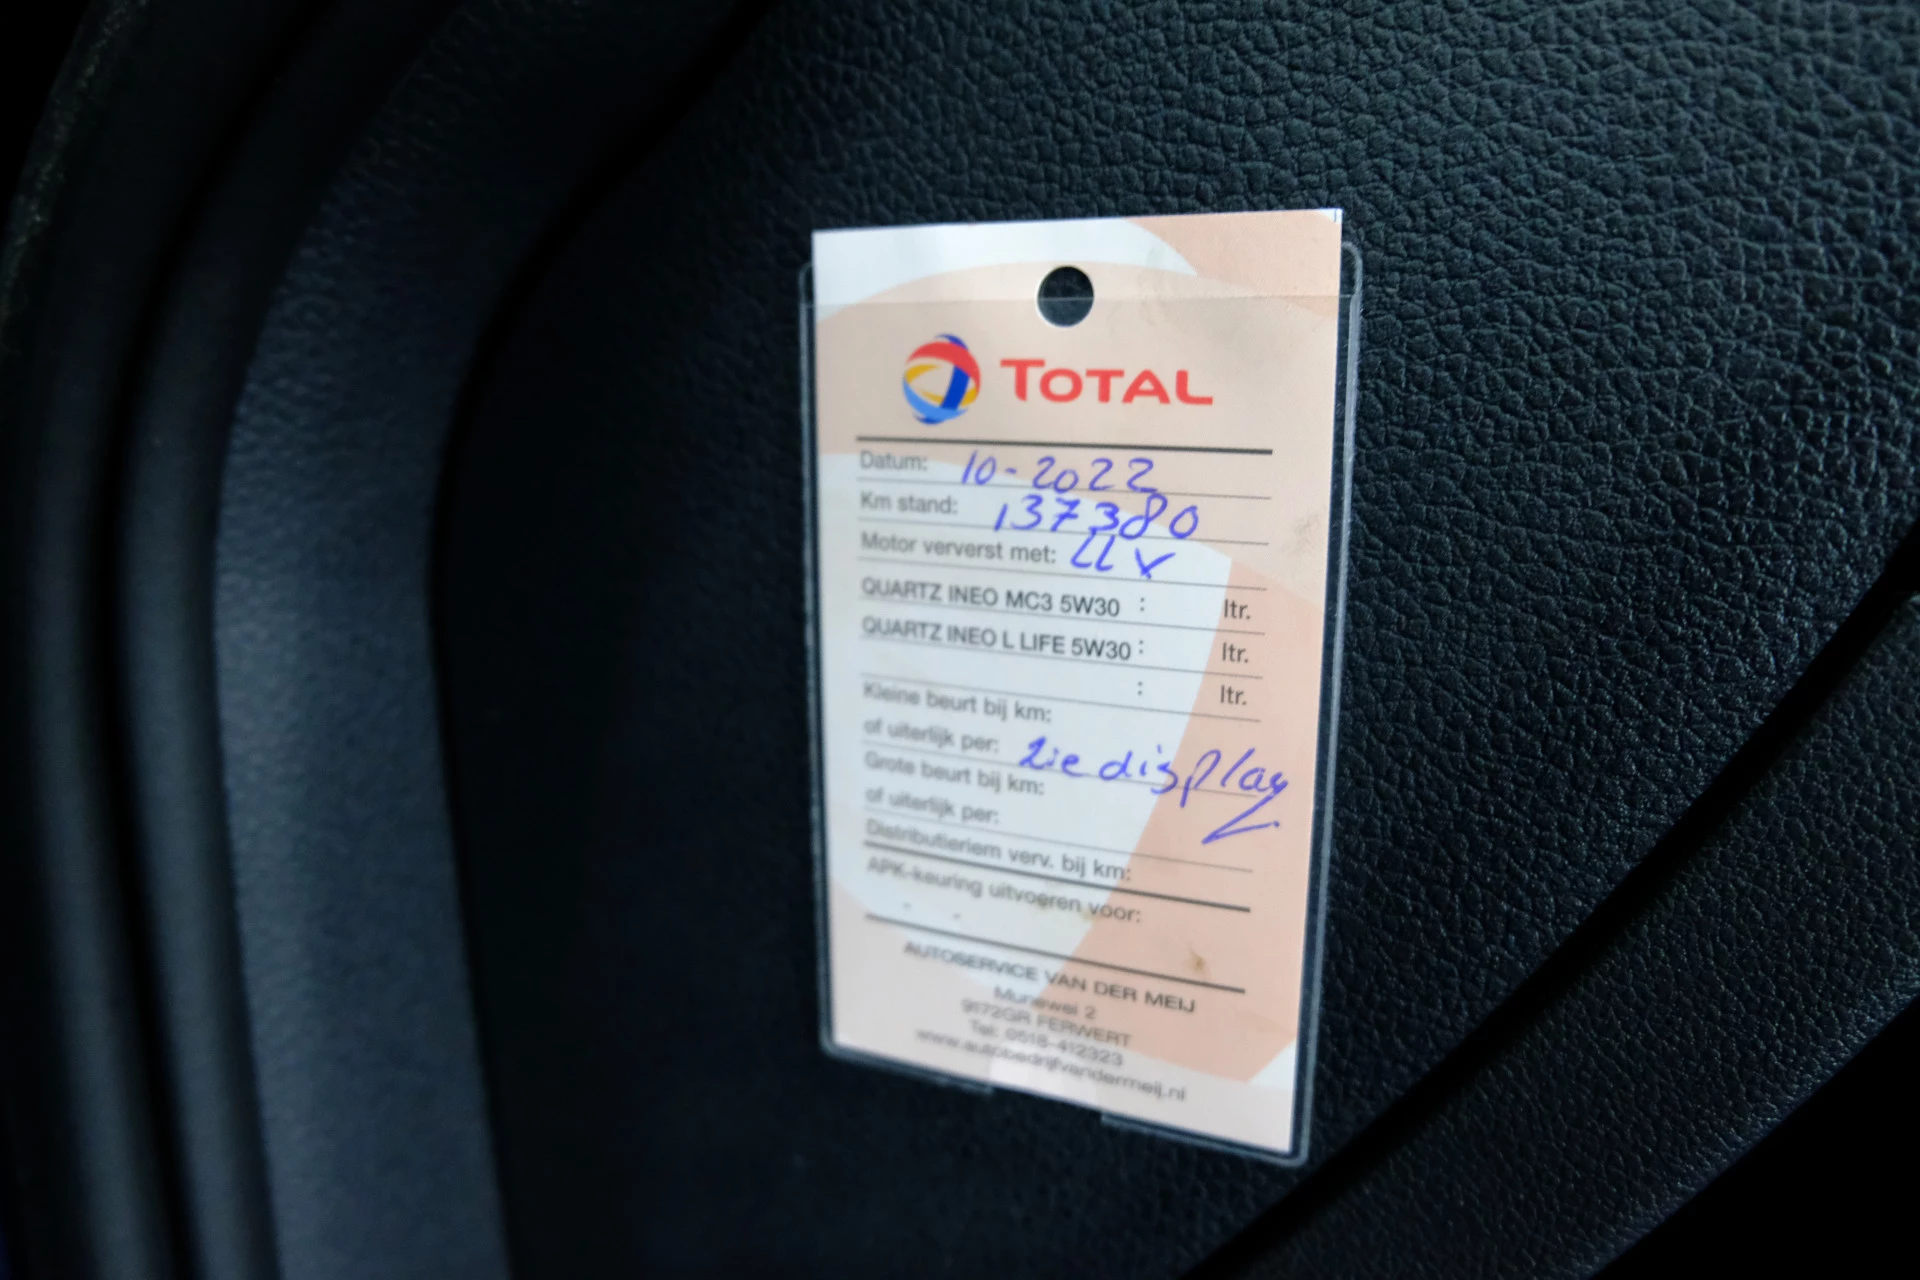 TOTAL
Datum: 10-2022
Km stand: 137380
Motor ververst met: LL
QUARTZ INEO MC3 5W30 : ltr.
QUARTZ INEO L LIFE 5W30 : ltr.
: ltr.
Kleine beurt bij km:
of uiterlijk per: zie display
Grote beurt bij km:
of uiterlijk per:
Distributieriem verv. bij km:
APK-keuring uitvoeren voor:
AUTOSERVICE VAN DER MEIJ
2
9172GR FERWERT
Tel: 0518-412323
www.autobedrijfvandermeij.nl